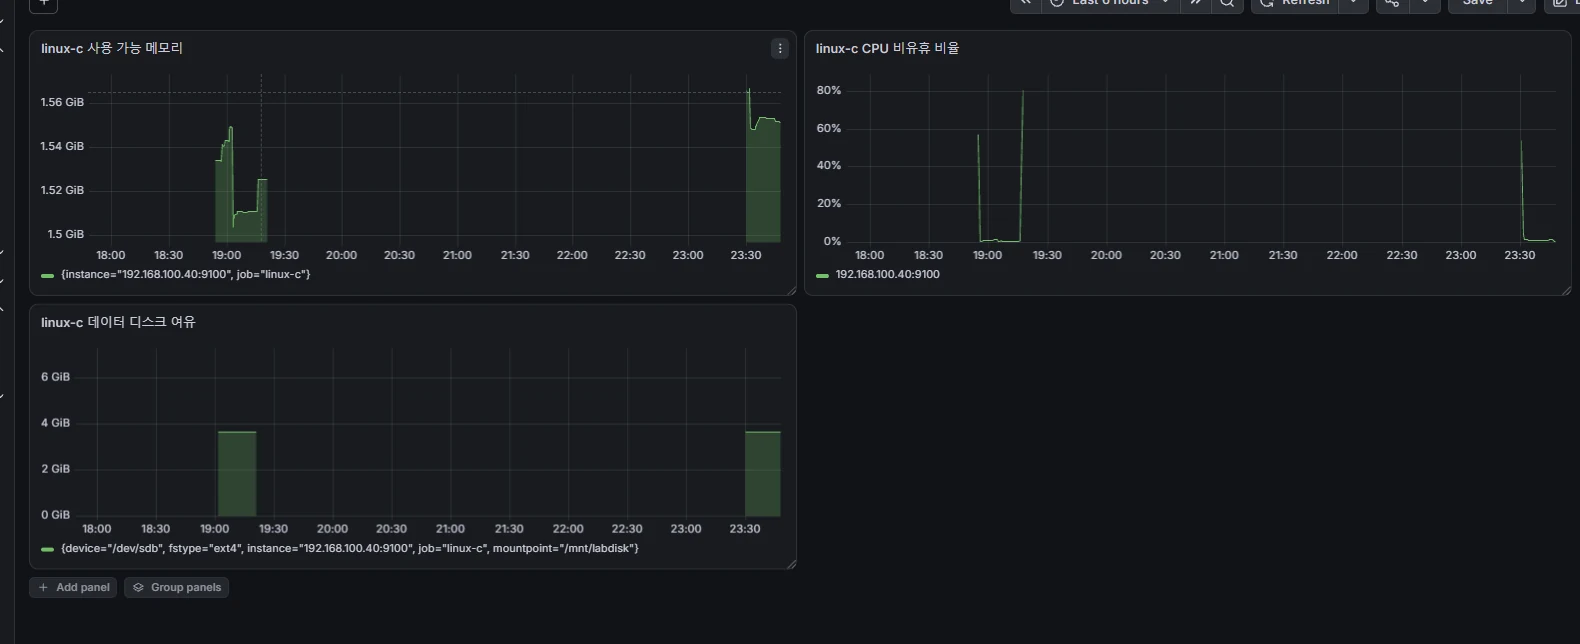 Last 6 hours
Refresh
Save
linux-c 사용 가능 메모리
1.56 GiB
1.54 GiB
1.52 GiB
1.5 GiB
18:00 18:30 19:00 19:30 20:00 20:30 21:00 21:30 22:00 22:30 23:00 23:30
{instance="192.168.100.40:9100", job="linux-c"}
linux-c CPU 비유휴 비율
80%
60%
40%
20%
0%
18:00 18:30 19:00 19:30 20:00 20:30 21:00 21:30 22:00 22:30 23:00 23:30
192.168.100.40:9100
linux-c 데이터 디스크 여유
6 GiB
4 GiB
2 GiB
0 GiB
18:00 18:30 19:00 19:30 20:00 20:30 21:00 21:30 22:00 22:30 23:00 23:30
{device="/dev/sdb", fstype="ext4", instance="192.168.100.40:9100", job="linux-c", mountpoint="/mnt/labdisk"}
Add panel
Group panels